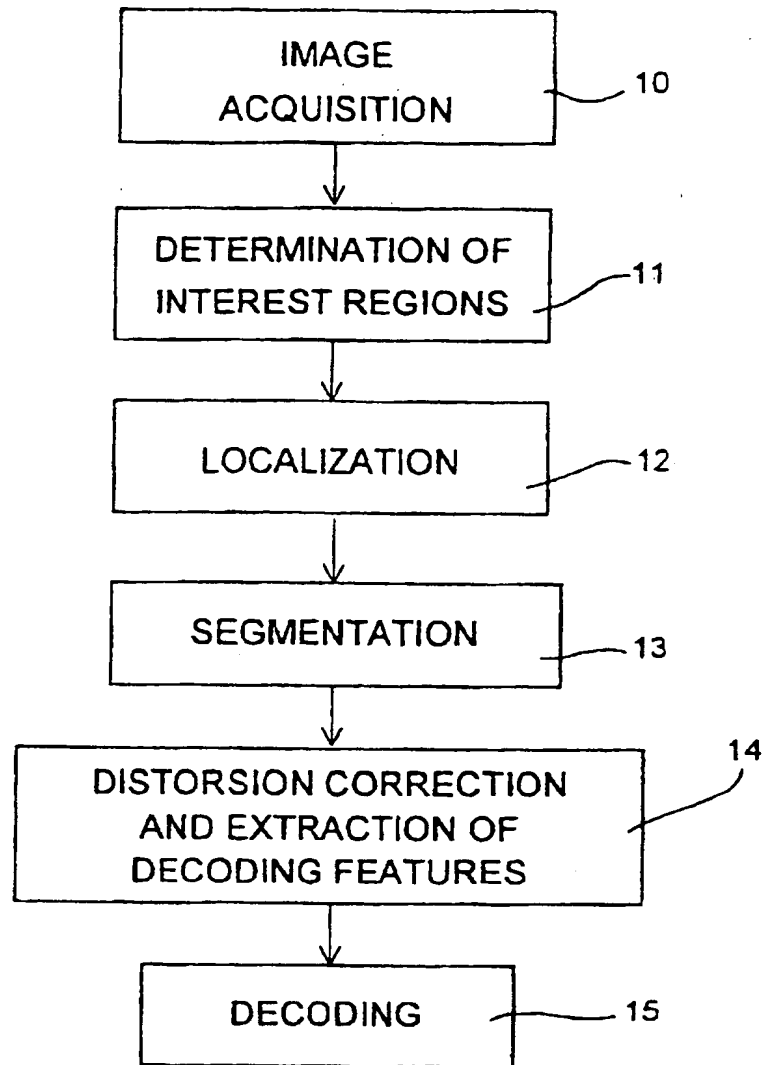 IMAGE
ACQUISITION
10
DETERMINATION OF
INTEREST REGIONS
11
LOCALIZATION
12
SEGMENTATION
13
DISTORSION CORRECTION
AND EXTRACTION OF
DECODING FEATURES
14
DECODING
15